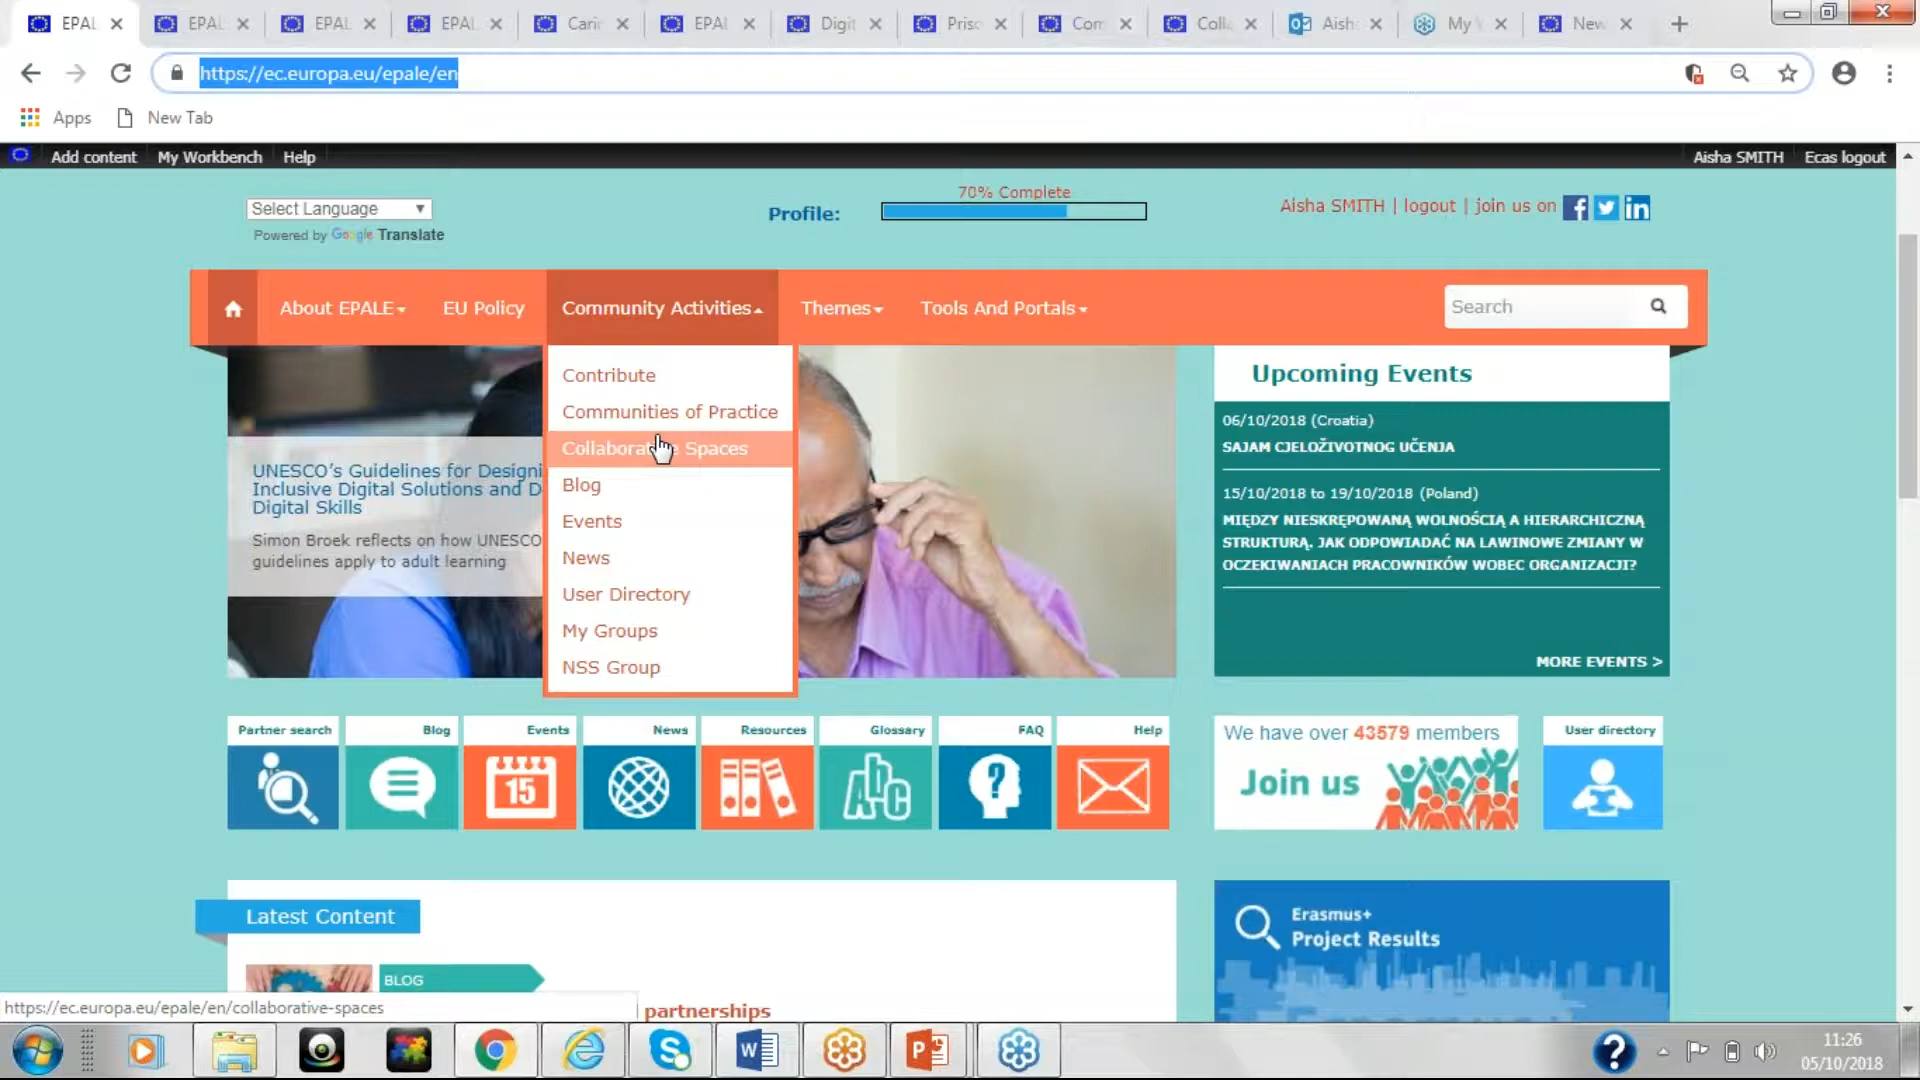 EPAL
EPAL
EPAL
EPAL
Cari
EPAL
Digit
Priso
Com
Colla
Aish
My V
New
https://ec.europa.eu/epale/en
Apps
New Tab
Add content
My Workbench
Help
Aisha SMITH
Ecas logout
Select Language
Powered by Google Translate
Profile:
70% Complete
Aisha SMITH | logout | join us on
About EPALE
EU Policy
Community Activities
Themes
Tools And Portals
Search
Contribute
Communities of Practice
Collaborative Spaces
Blog
Events
News
User Directory
My Groups
NSS Group
UNESCO's Guidelines for Designi
Inclusive Digital Solutions and D
Digital Skills
Simon Broek reflects on how UNESCO
guidelines apply to adult learning
Upcoming Events
06/10/2018 (Croatia)
SAJAM CJELOŽIVOTNOG UČENJA
15/10/2018 to 19/10/2018 (Poland)
MIĘDZY NIESKRĘPOWANĄ WOLNOŚCIĄ A HIERARCHICZNĄ
STRUKTURĄ. JAK ODPOWIADAĆ NA LAWINOWE ZMIANY W
OCZEKIWANIACH PRACOWNIKÓW WOBEC ORGANIZACJI?
MORE EVENTS >
Partner search
Blog
Events
15
News
Resources
Glossary
AbC
FAQ
Help
We have over 43579 members
Join us
User directory
Latest Content
BLOG
partnerships
Erasmus+
Project Results
https://ec.europa.eu/epale/en/collaborative-spaces
11:26
05/10/2018